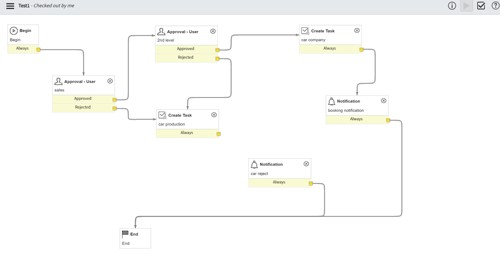 Test1 - Checked out by me
Begin
Begin
Always
Approval - User
2nd level
Approved
Rejected
Create Task
car company
Always
Approval - User
sales
Approved
Rejected
Notification
booking notification
Always
Create Task
car production
Always
Notification
car reject
Always
End
End